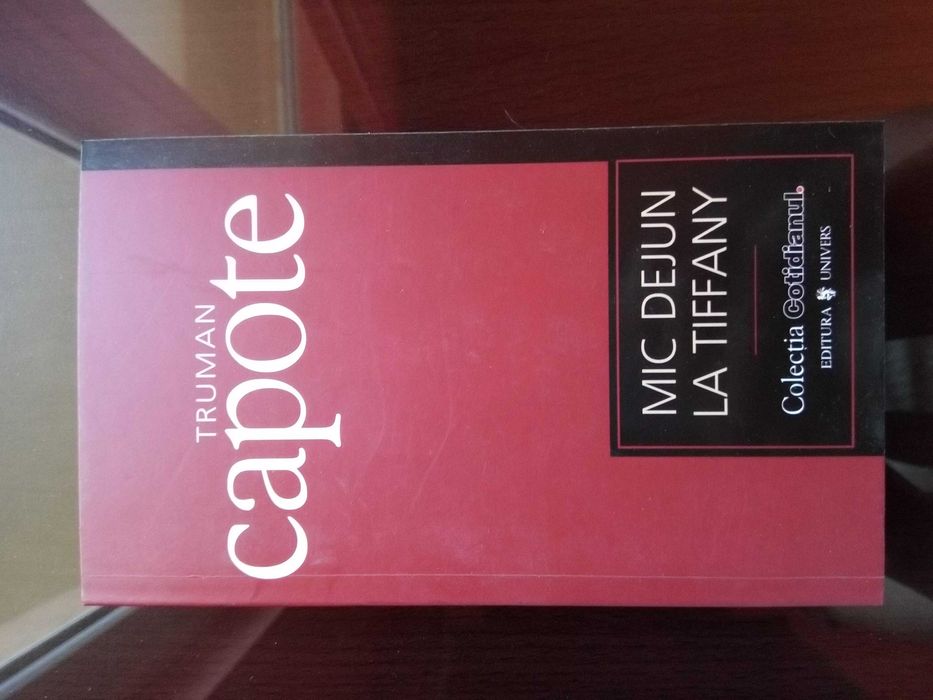 TRUMAN
capote
MIC DEJUN
LA TIFFANY
Colecția Cotidianul.
EDITURA UNIVERS